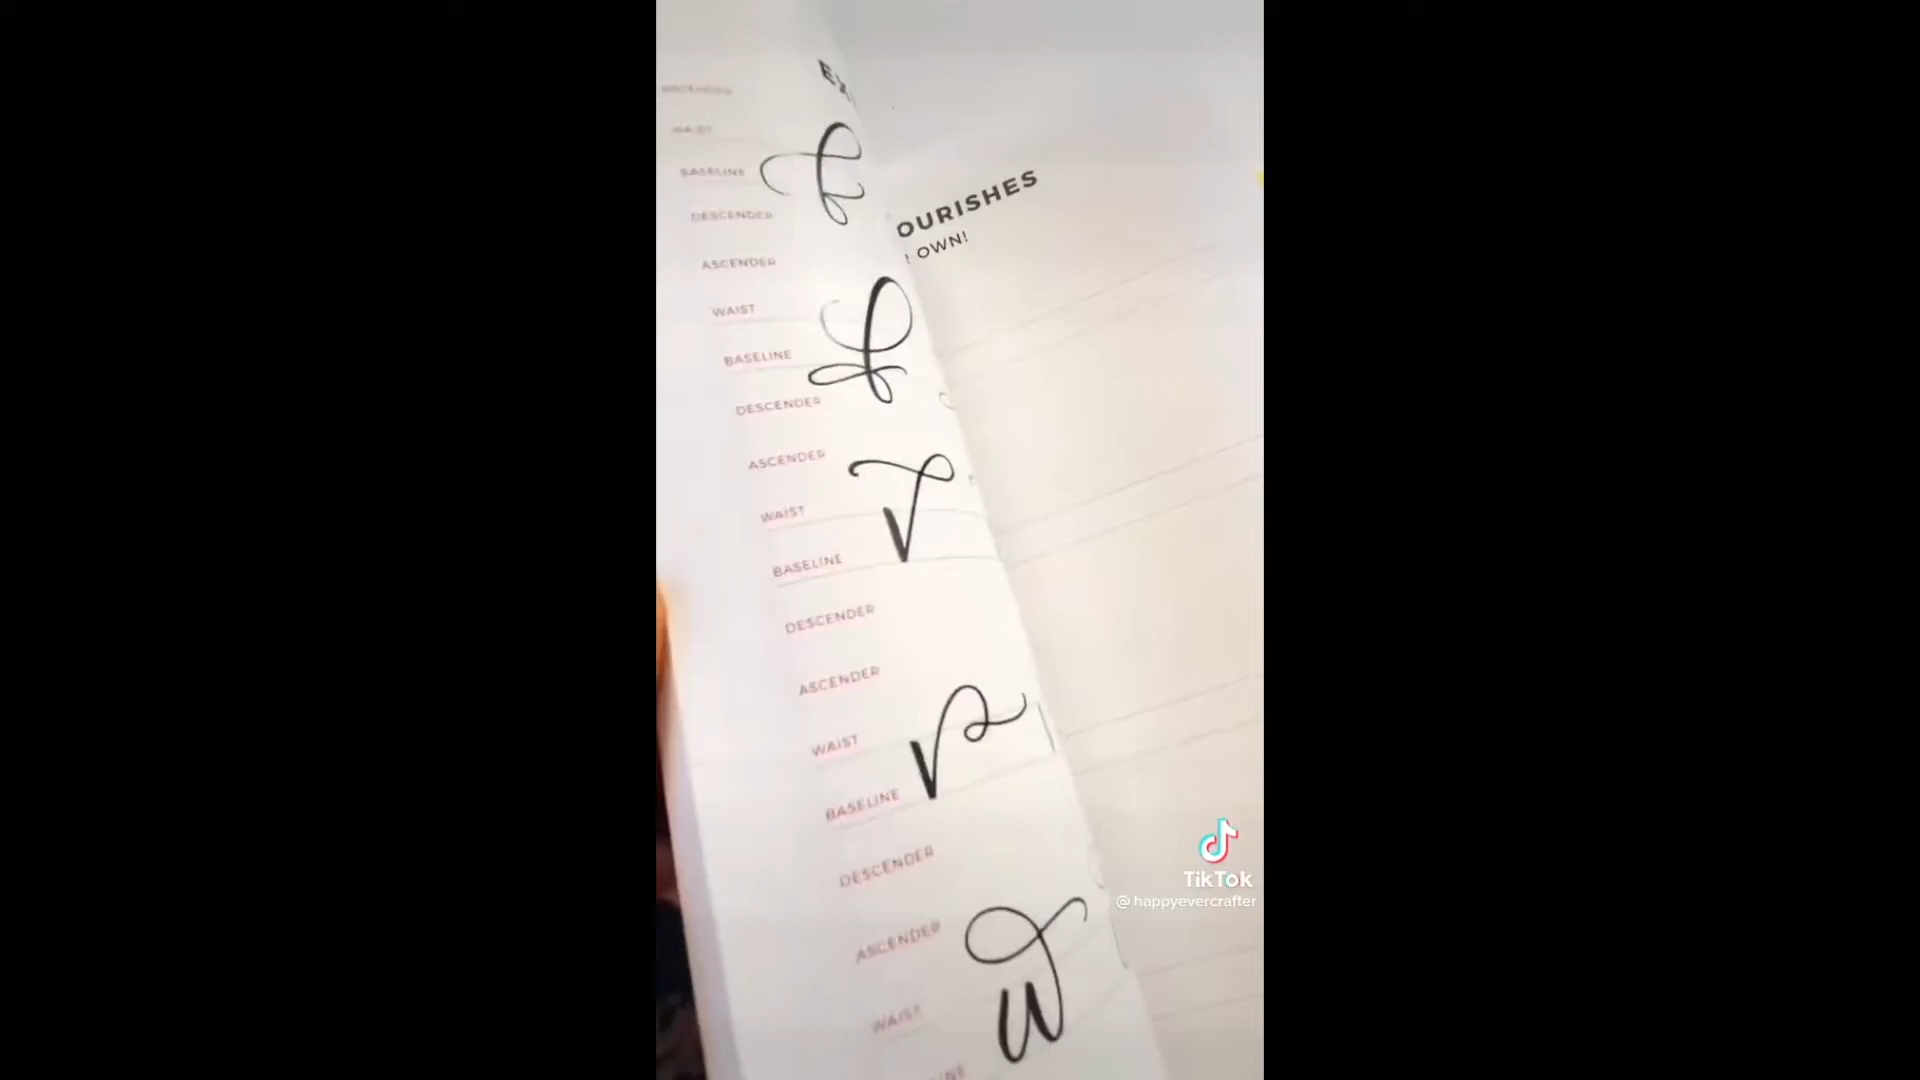 WAIST
BASELINE
DESCENDER
OURISHES
! OWN!
ASCENDER
WAIST
BASELINE
DESCENDER
ASCENDER
WAIST
v
BASELINE
DESCENDER
ASCENDER
WAIST
v
BASELINE
DESCENDER
ASCENDER
w
WAIST
TikTok
@happyevercrafter